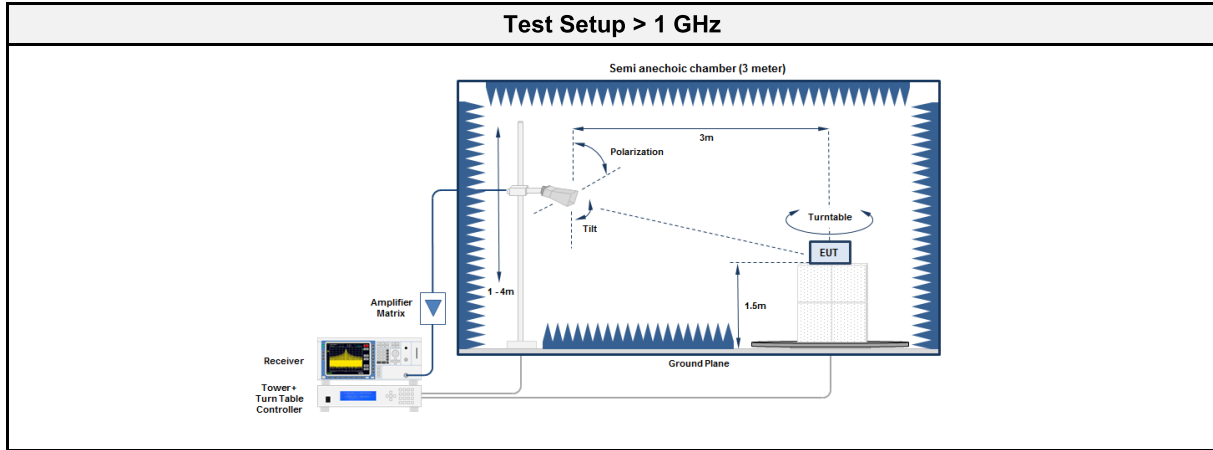 Test Setup > 1 GHz
Semi anechoic chamber (3 meter)
3m
Polarization
Tilt
Turntable
EUT
1 - 4m
1.5m
Amplifier
Matrix
Ground Plane
Receiver
Tower+
Turn Table
Controller